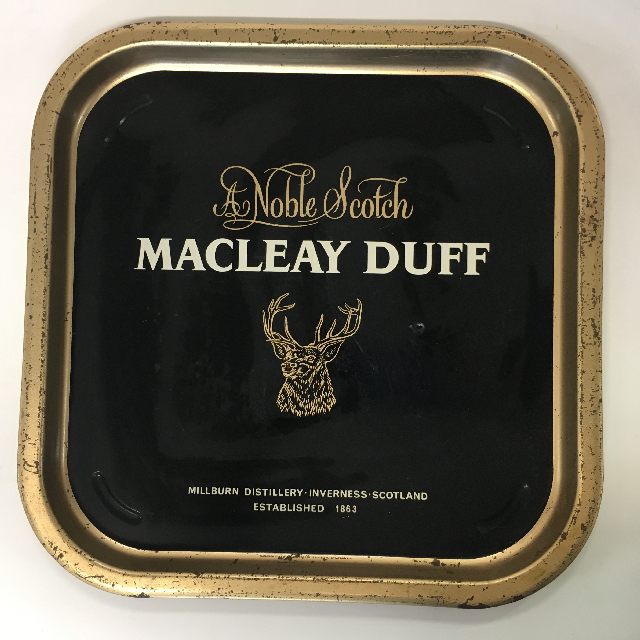 A Noble Scotch
MACLEAY DUFF
MILLBURN DISTILLERY·INVERNESS·SCOTLAND
ESTABLISHED 1863